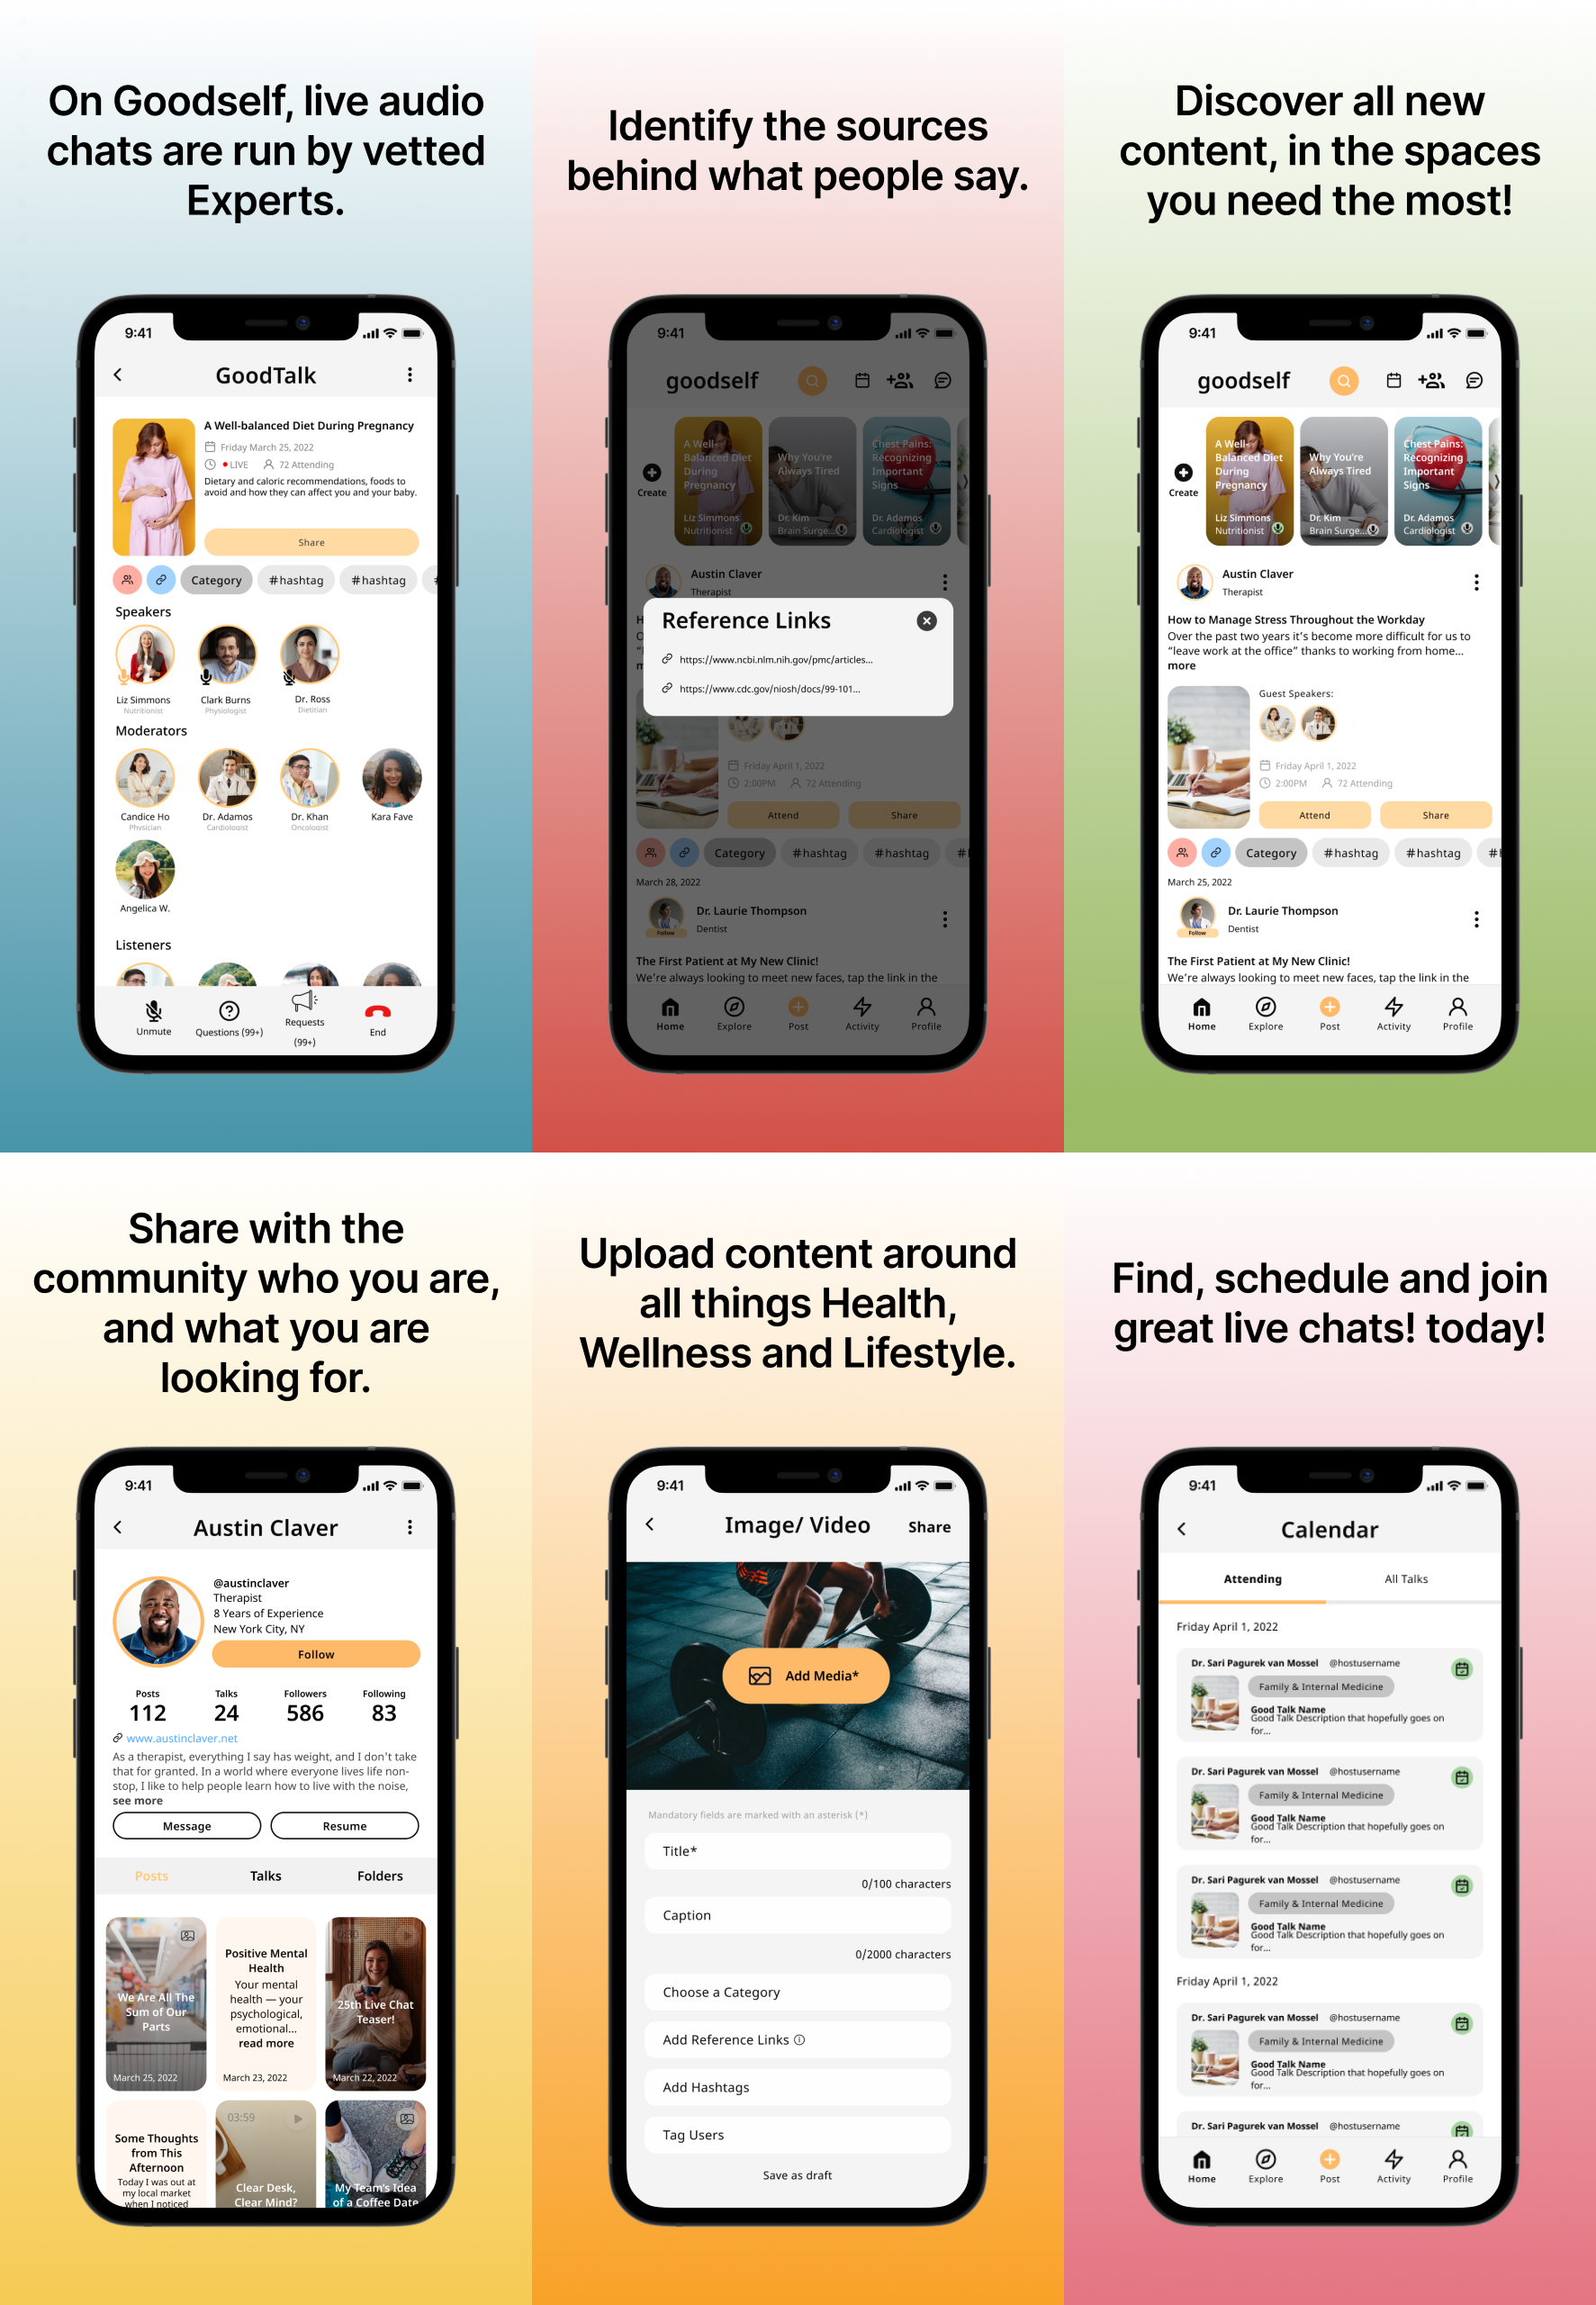 On Goodself, live audio
chats are run by vetted
Experts.
9:41
GoodTalk
A Well-balanced Diet During Pregnancy
Friday March 25, 2022
LIVE 72 Attending
Dietary and caloric recommendations, foods to
avoid and how they can affect you and your baby.
Share
Category #hashtag #hashtag #
Speakers
Liz Simmons Clark Burns Dr. Ross
Nutritionist Physiologist Dietitian
Moderators
Candice Ho Dr. Adamos Dr. Khan Kara Fave
Physician Cardiologist Oncologist
Angelica W.
Listeners
Unmute Questions (99+) Requests End
(99+)
Identify the sources
behind what people say.
9:41
goodself
Create
A Well-
Balanced Diet
During
Pregnancy
Liz Simmons
Nutritionist
Why You're
Always Tired
Dr. Kim
Brain Surge...
Chest Pains:
Recognizing
Important
Signs
Dr. Adamos
Cardiologist
Austin Claver
Therapist
Reference Links
https://www.ncbi.nlm.nih.gov/pmc/articles...
https://www.cdc.gov/niosh/docs/99-101...
Friday April 1, 2022
2:00PM 72 Attending
Attend Share
Category #hashtag #hashtag #
March 28, 2022
Dr. Laurie Thompson
Follow Dentist
The First Patient at My New Clinic!
We're always looking to meet new faces, tap the link in the
Home Explore Post Activity Profile
Discover all new
content, in the spaces
you need the most!
9:41
goodself
Create
A Well-
Balanced Diet
During
Pregnancy
Liz Simmons
Nutritionist
Why You're
Always Tired
Dr. Kim
Brain Surge...
Chest Pains:
Recognizing
Important
Signs
Dr. Adamos
Cardiologist
Austin Claver
Therapist
How to Manage Stress Throughout the Workday
Over the past two years it's become more difficult for us to
“leave work at the office” thanks to working from home...
more
Guest Speakers:
Friday April 1, 2022
2:00PM 72 Attending
Attend Share
Category #hashtag #hashtag #
March 25, 2022
Dr. Laurie Thompson
Follow Dentist
The First Patient at My New Clinic!
We're always looking to meet new faces, tap the link in the
Home Explore Post Activity Profile
Share with the
community who you are,
and what you are
looking for.
9:41
Austin Claver
@austinclaver
Therapist
8 Years of Experience
New York City, NY
Follow
Posts Talks Followers Following
112 24 586 83
www.austinclaver.net
As a therapist, everything I say has weight, and I don't take
that for granted. In a world where everyone lives life non-
stop, I like to help people learn how to live with the noise,
see more
Message Resume
Posts Talks Folders
We Are All The
Sum of Our
Parts
March 25, 2022
Positive Mental
Health
Your mental
health — your
psychological,
emotional...
read more
March 23, 2022
0:30
25th Live Chat
Teaser!
March 22, 2022
Some Thoughts
from This
Afternoon
Today I was out at
my local market
when I noticed
03:59
Clear Desk,
Clear Mind?
My Team's Idea
of a Coffee Date
Upload content around
all things Health,
Wellness and Lifestyle.
9:41
Image/ Video Share
Add Media*
Mandatory fields are marked with an asterisk (*)
Title*
0/100 characters
Caption
0/2000 characters
Choose a Category
Add Reference Links
Add Hashtags
Tag Users
Save as draft
Find, schedule and join
great live chats! today!
9:41
Calendar
Attending All Talks
Friday April 1, 2022
Dr. Sari Pagurek van Mossel @hostusername
Family & Internal Medicine
Good Talk Name
Good Talk Description that hopefully goes on
for...
Dr. Sari Pagurek van Mossel @hostusername
Family & Internal Medicine
Good Talk Name
Good Talk Description that hopefully goes on
for...
Dr. Sari Pagurek van Mossel @hostusername
Family & Internal Medicine
Good Talk Name
Good Talk Description that hopefully goes on
for...
Friday April 1, 2022
Dr. Sari Pagurek van Mossel @hostusername
Family & Internal Medicine
Good Talk Name
Good Talk Description that hopefully goes on
for...
Dr. Sari Pagurek van Mossel @hostusername
Home Explore Post Activity Profile